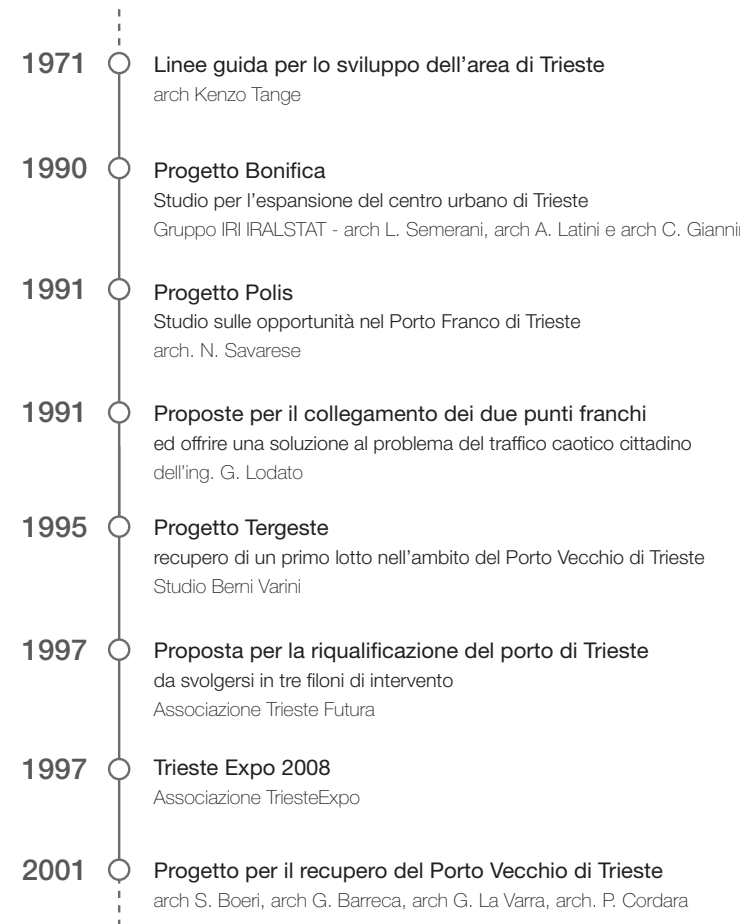 1971
Linee guida per lo sviluppo dell'area di Trieste
arch Kenzo Tange
1990
Progetto Bonifica
Studio per l'espansione del centro urbano di Trieste
Gruppo IRI IRALSTAT - arch L. Semerani, arch A. Latini e arch C.
1991
Progetto Polis
Studio sulle opportunità nel Porto Franco di Trieste
arch. N. Savarese
1991
Proposte per il collegamento dei due punti franchi
ed offrire una soluzione al problema del traffico caotico cittadino
dell'ing. G. Lodato
1995
Progetto Tergeste
recupero di un primo lotto nell'ambito del Porto Vecchio di Trieste
Studio Berni Varini
1997
Proposta per la riqualificazione del porto di Trieste
da svolgersi in tre filoni di intervento
Associazione Trieste Futura
1997
Trieste Expo 2008
Associazione TriesteExpo
2001
Progetto per il recupero del Porto Vecchio di Trieste
arch S. Boeri, arch G. Barreca, arch G. La Varra, arch. P. Cordara